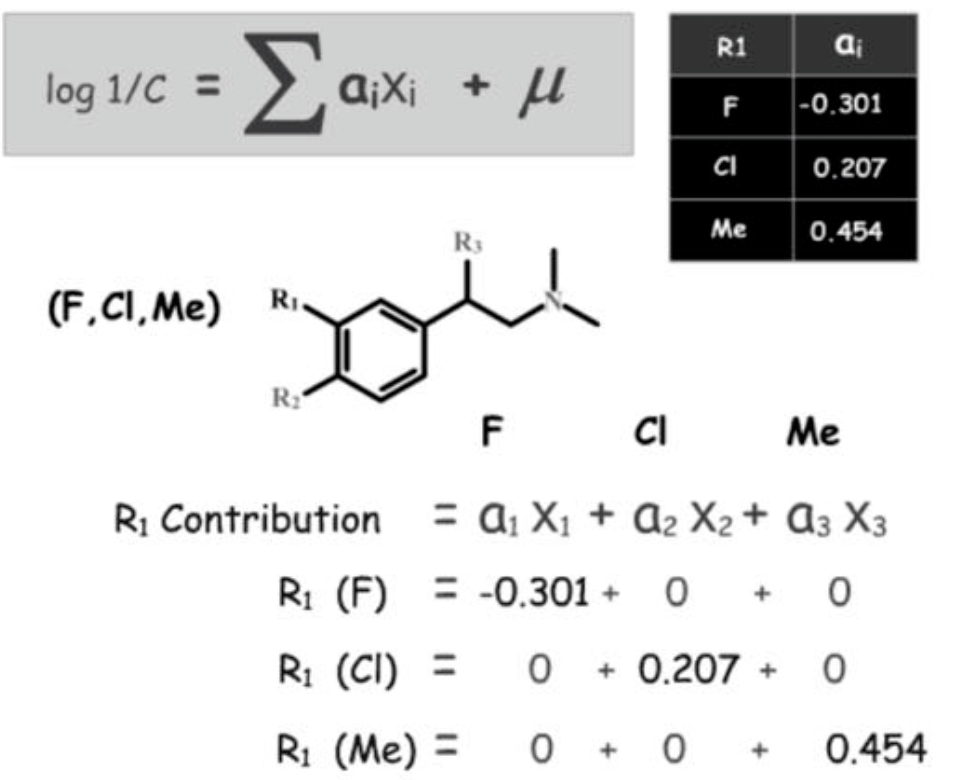 log 1/C = ∑ aᵢxᵢ + μ
R1 aᵢ
F -0.301
Cl 0.207
Me 0.454
(F,Cl,Me)
R₃
R₁
N
R₂
F Cl Me
R₁ Contribution = a₁ X₁ + a₂ X₂ + a₃ X₃
R₁ (F) = -0.301 + 0 + 0
R₁ (Cl) = 0 + 0.207 + 0
R₁ (Me) = 0 + 0 + 0.454